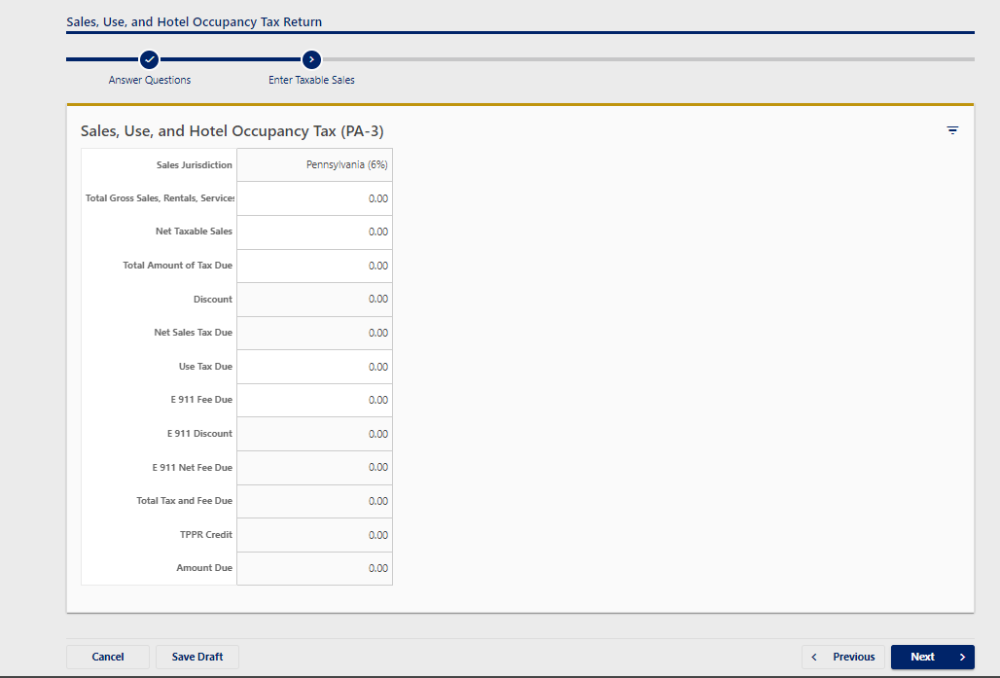 Sales, Use, and Hotel Occupancy Tax Return
Answer Questions
Enter Taxable Sales
Sales, Use, and Hotel Occupancy Tax (PA-3)
Sales Jurisdiction Pennsylvania (6%)
Total Gross Sales, Rentals, Services 0.00
Net Taxable Sales 0.00
Total Amount of Tax Due 0.00
Discount 0.00
Net Sales Tax Due 0.00
Use Tax Due 0.00
E 911 Fee Due 0.00
E 911 Discount 0.00
E 911 Net Fee Due 0.00
Total Tax and Fee Due 0.00
TPPR Credit 0.00
Amount Due 0.00
Cancel Save Draft Previous Next